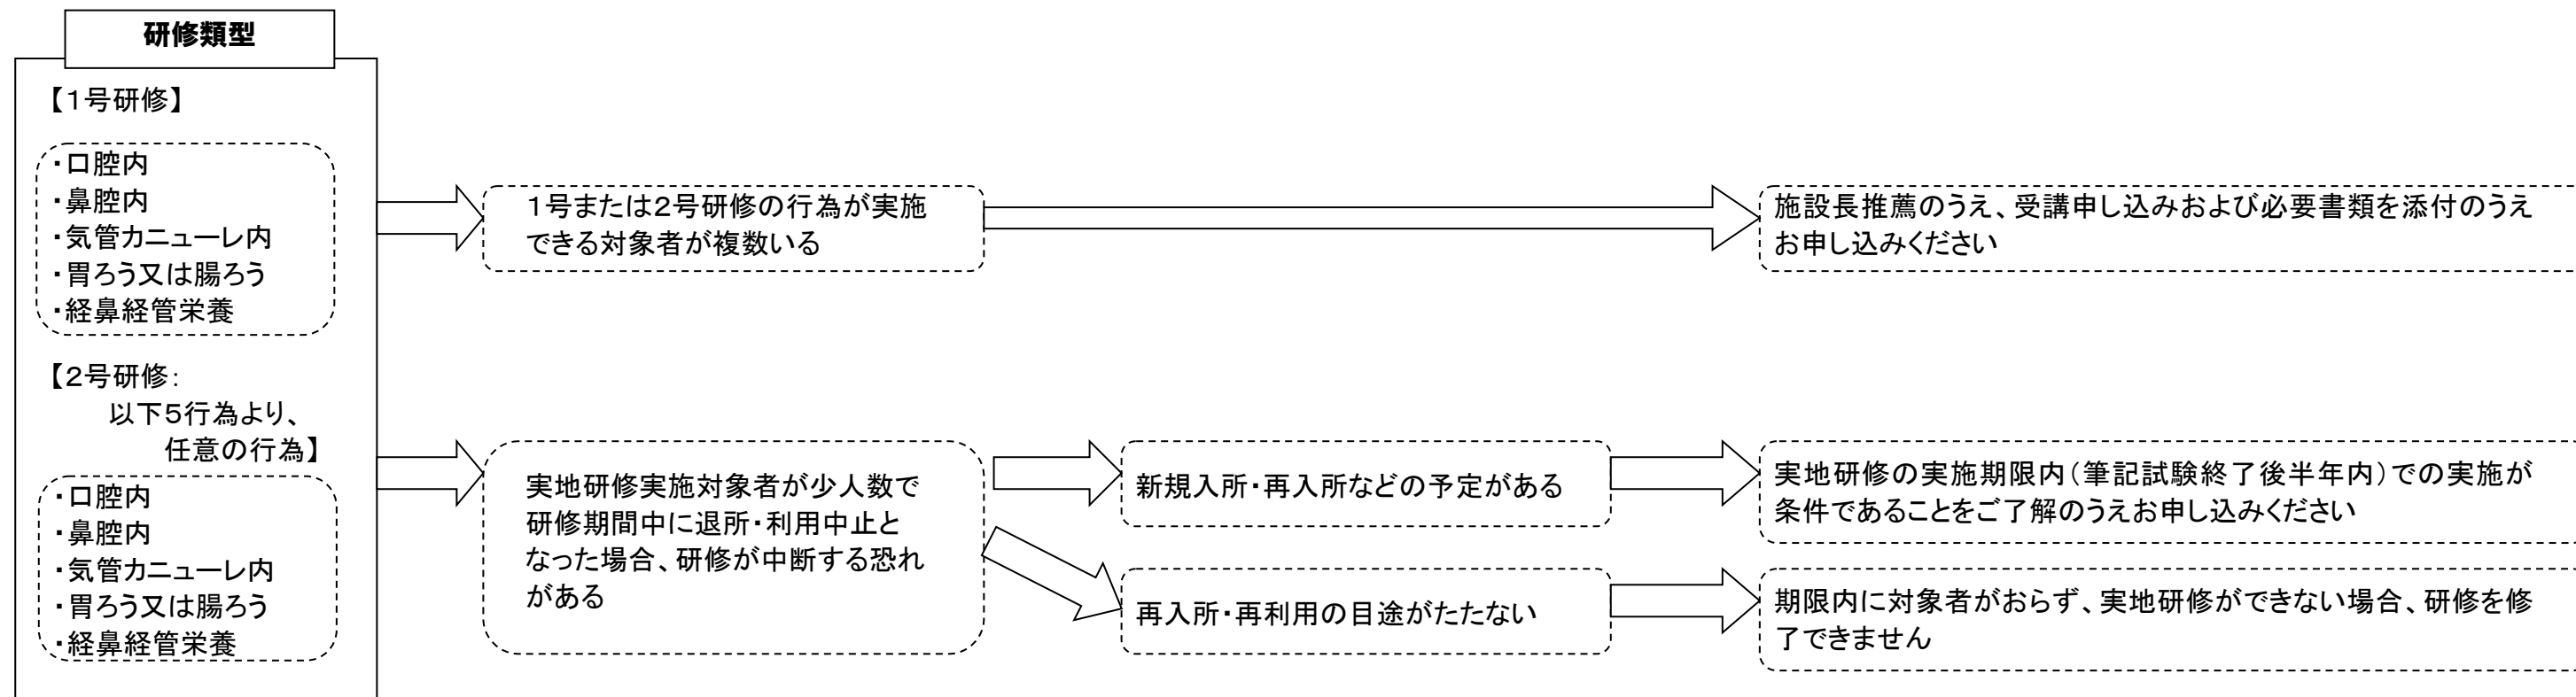 研修類型
【1号研修】
・口腔内
・鼻腔内
・気管カニューレ内
・胃ろう又は腸ろう
・経鼻経管栄養
【2号研修：
以下5行為より、
任意の行為】
・口腔内
・鼻腔内
・気管カニューレ内
・胃ろう又は腸ろう
・経鼻経管栄養
1号または2号研修の行為が実施
できる対象者が複数いる
施設長推薦のうえ、受講申し込みおよび必要書類を添付のうえ
お申し込みください
実地研修実施対象者が少人数で
研修期間中に退所・利用中止と
なった場合、研修が中断する恐れ
がある
新規入所・再入所などの予定がある
実地研修の実施期限内（筆記試験終了後半年内）での実施が
条件であることをご了解のうえお申し込みください
再入所・再利用の目途がたたない
期限内に対象者がおらず、実地研修ができない場合、研修を修
了できません